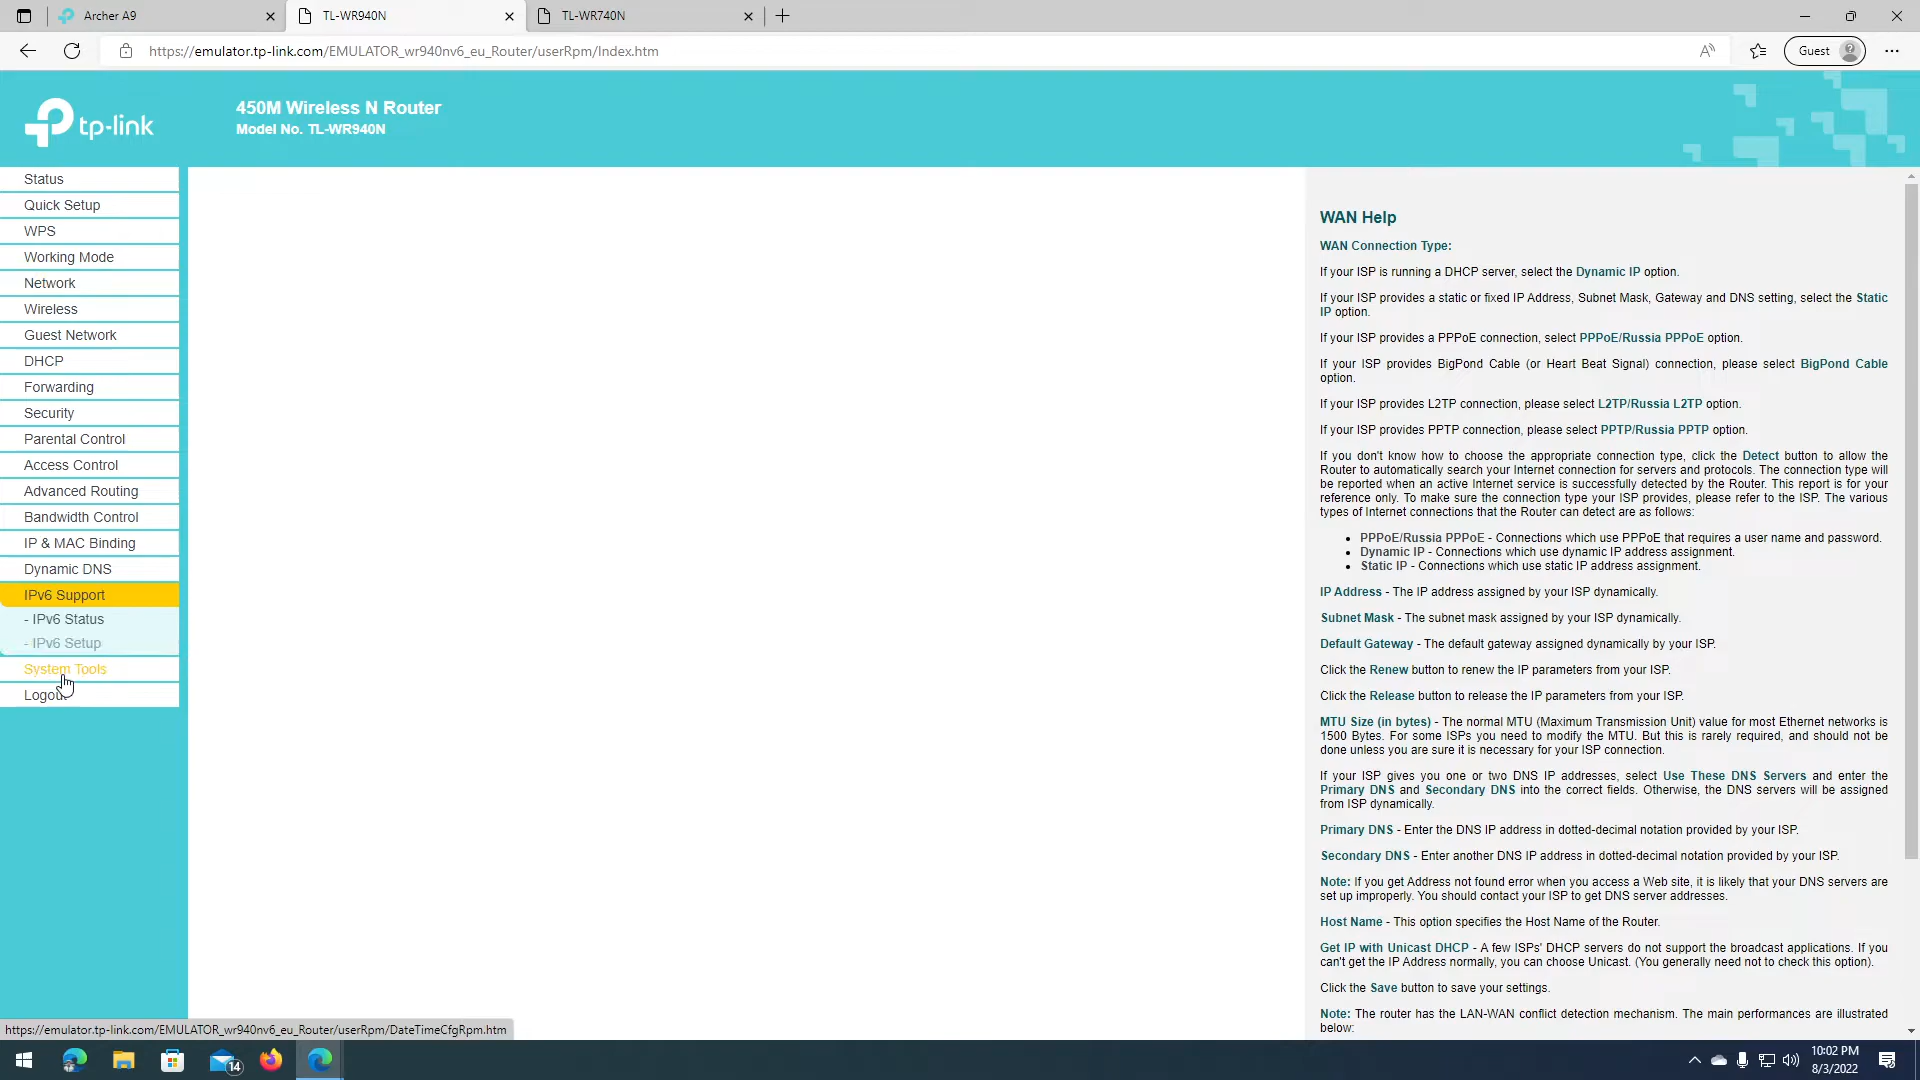 Archer A9
TL-WR940N
TL-WR740N
https://emulator.tp-link.com/EMULATOR_wr940nv6_eu_Router/userRpm/Index.htm
Guest
tp-link
450M Wireless N Router
Model No. TL-WR940N
Status
Quick Setup
WPS
Working Mode
Network
Wireless
Guest Network
DHCP
Forwarding
Security
Parental Control
Access Control
Advanced Routing
Bandwidth Control
IP & MAC Binding
Dynamic DNS
IPv6 Support
- IPv6 Status
- IPv6 Setup
System Tools
Logout
WAN Help
WAN Connection Type:
If your ISP is running a DHCP server, select the Dynamic IP option.
If your ISP provides a static or fixed IP Address, Subnet Mask, Gateway and DNS setting, select the Static
IP option.
If your ISP provides a PPPoE connection, select PPPoE/Russia PPPoE option.
If your ISP provides BigPond Cable (or Heart Beat Signal) connection, please select BigPond Cable
option.
If your ISP provides L2TP connection, please select L2TP/Russia L2TP option.
If your ISP provides PPTP connection, please select PPTP/Russia PPTP option.
If you don't know how to choose the appropriate connection type, click the Detect button to allow the
Router to automatically search your Internet connection for servers and protocols. The connection type will
be reported when an active Internet service is successfully detected by the Router. This report is for your
reference only. To make sure the connection type your ISP provides, please refer to the ISP. The various
types of Internet connections that the Router can detect are as follows:
• PPPoE/Russia PPPoE - Connections which use PPPoE that requires a user name and password.
• Dynamic IP - Connections which use dynamic IP address assignment.
• Static IP - Connections which use static IP address assignment.
IP Address - The IP address assigned by your ISP dynamically.
Subnet Mask - The subnet mask assigned by your ISP dynamically.
Default Gateway - The default gateway assigned dynamically by your ISP.
Click the Renew button to renew the IP parameters from your ISP.
Click the Release button to release the IP parameters from your ISP.
MTU Size (in bytes) - The normal MTU (Maximum Transmission Unit) value for most Ethernet networks is
1500 Bytes. For some ISPs you need to modify the MTU. But this is rarely required, and should not be
done unless you are sure it is necessary for your ISP connection.
If your ISP gives you one or two DNS IP addresses, select Use These DNS Servers and enter the
Primary DNS and Secondary DNS into the correct fields. Otherwise, the DNS servers will be assigned
from ISP dynamically.
Primary DNS - Enter the DNS IP address in dotted-decimal notation provided by your ISP.
Secondary DNS - Enter another DNS IP address in dotted-decimal notation provided by your ISP.
Note: If you get Address not found error when you access a Web site, it is likely that your DNS servers are
set up improperly. You should contact your ISP to get DNS server addresses.
Host Name - This option specifies the Host Name of the Router.
Get IP with Unicast DHCP - A few ISPs' DHCP servers do not support the broadcast applications. If you
can't get the IP Address normally, you can choose Unicast. (You generally need not to check this option).
Click the Save button to save your settings.
Note: The router has the LAN-WAN conflict detection mechanism. The main performances are illustrated
below:
https://emulator.tp-link.com/EMULATOR_wr940nv6_eu_Router/userRpm/DateTimeCfgRpm.htm
14
10:02 PM
8/3/2022